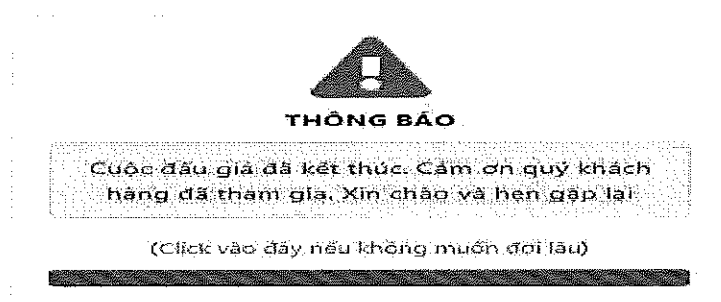 THÔNG BÁO
Cuộc đấu giá đã kết thúc. Cảm ơn quý khách
hàng đã tham gia. Xin chào và hẹn gặp lại
(Click vào đây nếu không muốn đợi lâu)